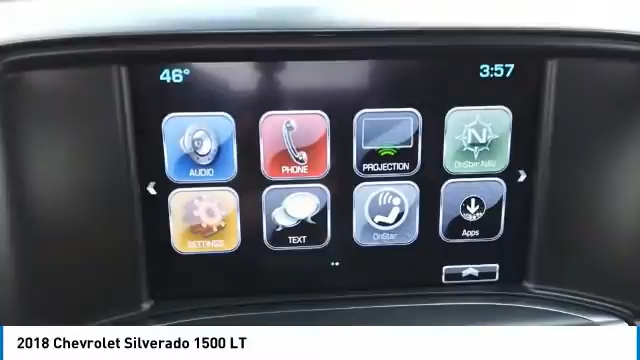 46°
3:57
AUDIO
PHONE
PROJECTION
N
OnStar NAV
SETTINGS
TEXT
OnStar
Apps
2018 Chevrolet Silverado 1500 LT